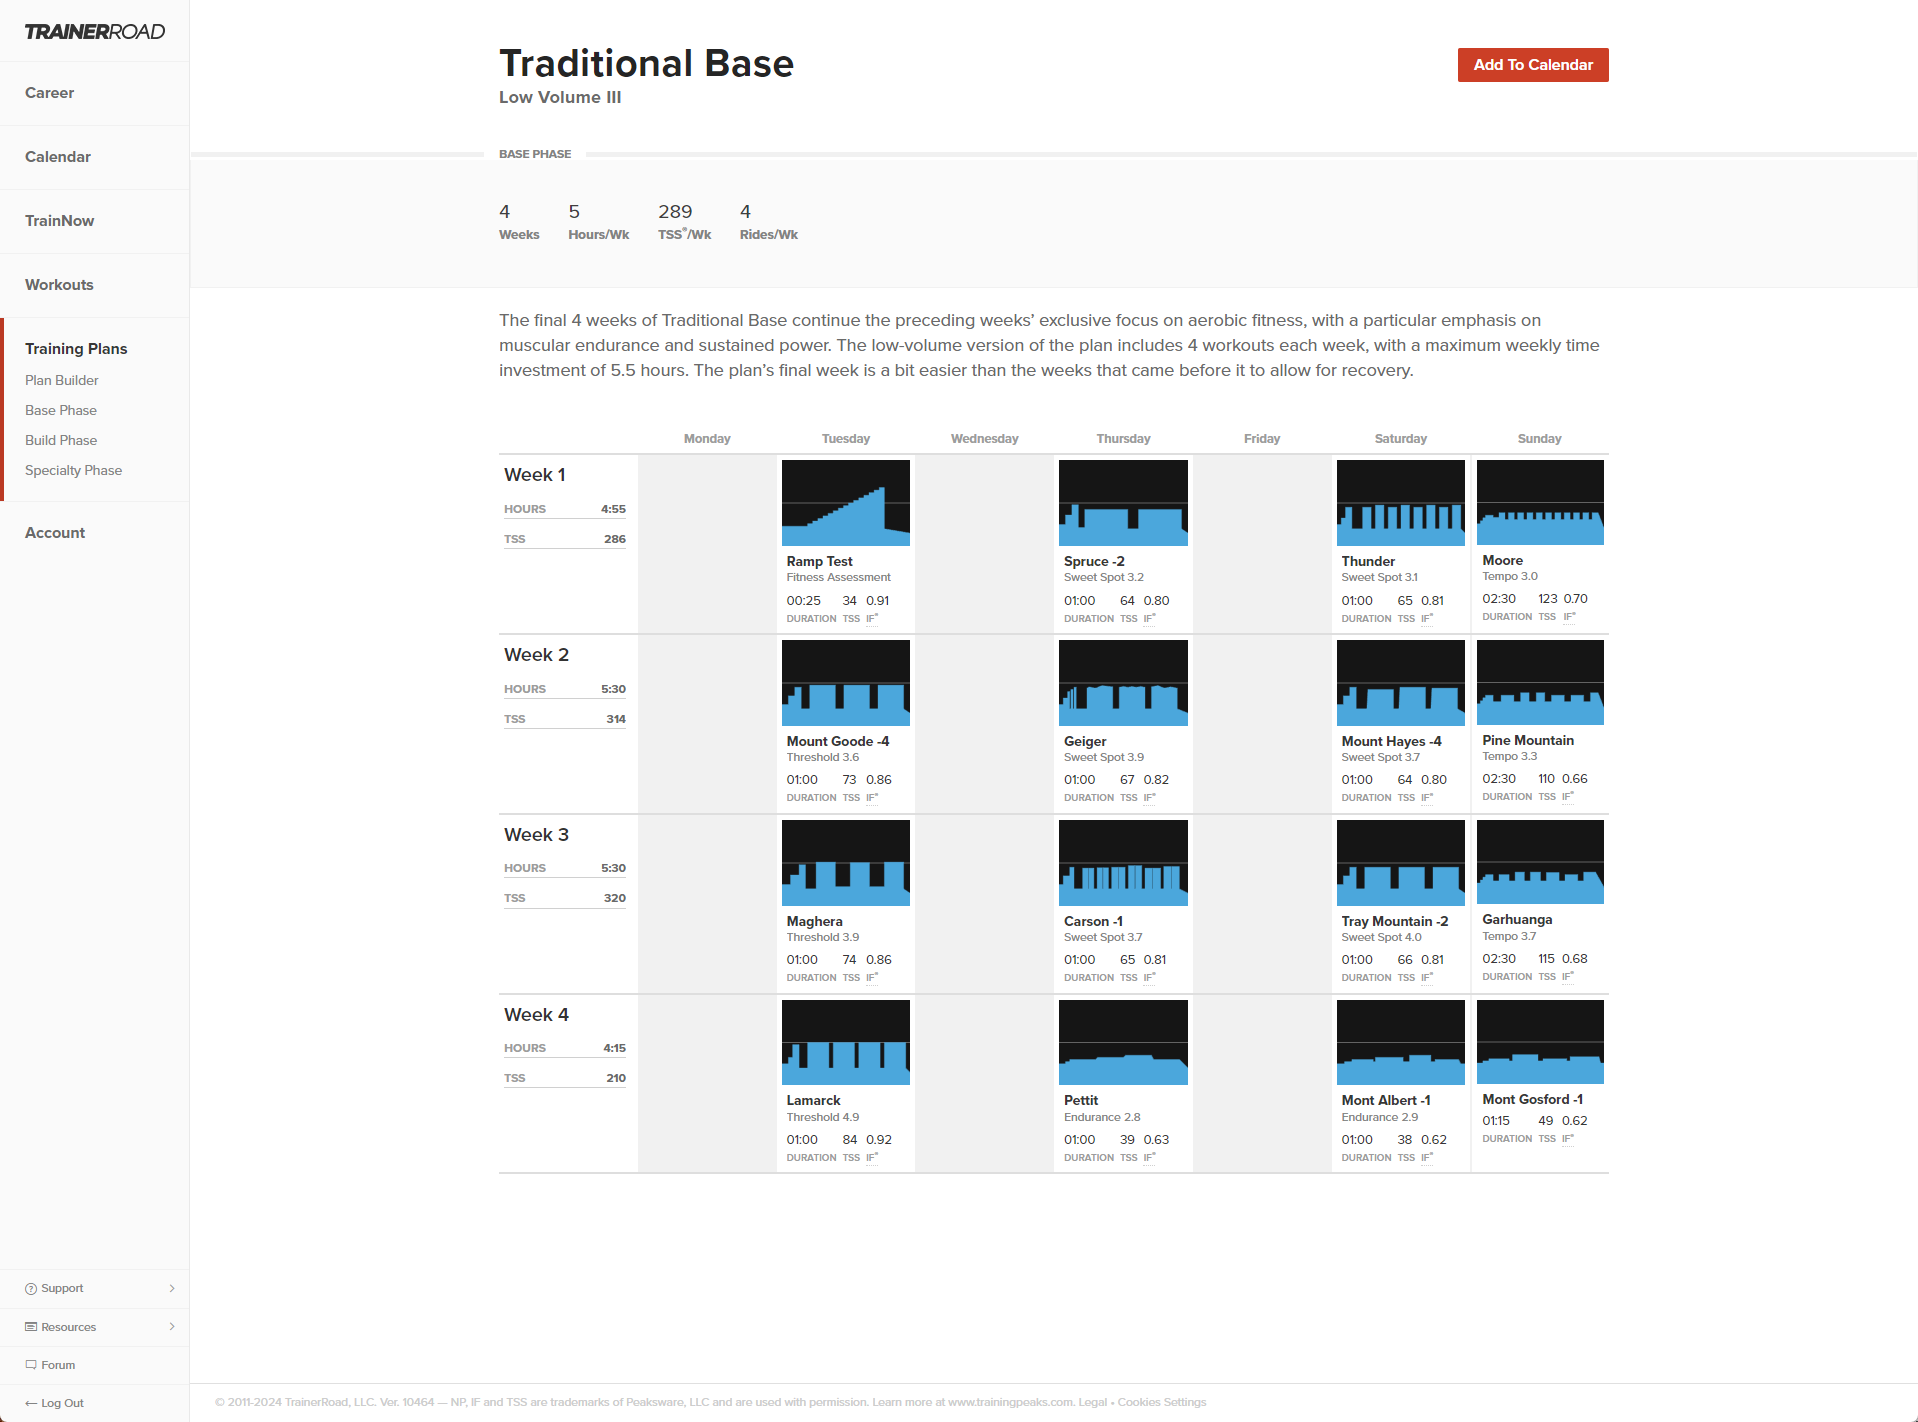 TRAINERROAD
Career
Calendar
TrainNow
Workouts
Training Plans
Plan Builder
Base Phase
Build Phase
Specialty Phase
Account
Support
Resources
Forum
Log Out
Traditional Base
Low Volume III
Add To Calendar
BASE PHASE
4 5 289 4
Weeks Hours/Wk TSS®/Wk Rides/Wk
The final 4 weeks of Traditional Base continue the preceding weeks’ exclusive focus on aerobic fitness, with a particular emphasis on
muscular endurance and sustained power. The low-volume version of the plan includes 4 workouts each week, with a maximum weekly time
investment of 5.5 hours. The plan’s final week is a bit easier than the weeks that came before it to allow for recovery.
Monday Tuesday Wednesday Thursday Friday Saturday Sunday
Week 1
HOURS 4:55
TSS 286
Ramp Test
Fitness Assessment
00:25 34 0.91
DURATION TSS IF®
Spruce -2
Sweet Spot 3.2
01:00 64 0.80
DURATION TSS IF®
Thunder
Sweet Spot 3.1
01:00 65 0.81
DURATION TSS IF®
Moore
Tempo 3.0
02:30 123 0.70
DURATION TSS IF®
Week 2
HOURS 5:30
TSS 314
Mount Goode -4
Threshold 3.6
01:00 73 0.86
DURATION TSS IF®
Geiger
Sweet Spot 3.9
01:00 67 0.82
DURATION TSS IF®
Mount Hayes -4
Sweet Spot 3.7
01:00 64 0.80
DURATION TSS IF®
Pine Mountain
Tempo 3.3
02:30 110 0.66
DURATION TSS IF®
Week 3
HOURS 5:30
TSS 320
Maghera
Threshold 3.9
01:00 74 0.86
DURATION TSS IF®
Carson -1
Sweet Spot 3.7
01:00 65 0.81
DURATION TSS IF®
Tray Mountain -2
Sweet Spot 4.0
01:00 66 0.81
DURATION TSS IF®
Garhuanga
Tempo 3.7
02:30 115 0.68
DURATION TSS IF®
Week 4
HOURS 4:15
TSS 210
Lamarck
Threshold 4.9
01:00 84 0.92
DURATION TSS IF®
Pettit
Endurance 2.8
01:00 39 0.63
DURATION TSS IF®
Mont Albert -1
Endurance 2.9
01:00 38 0.62
DURATION TSS IF®
Mont Gosford -1
01:15 49 0.62
DURATION TSS IF®
© 2011-2024 TrainerRoad, LLC. Ver. 10464 — NP, IF and TSS are trademarks of Peaksware, LLC and are used with permission. Learn more at www.trainingpeaks.com. Legal • Cookies Settings